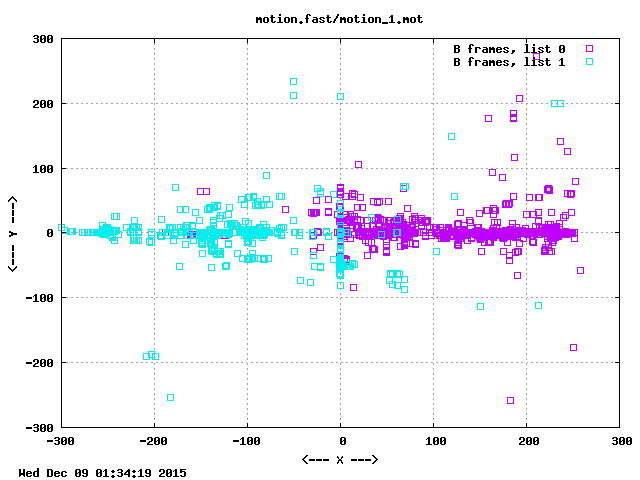 motion.fast/motion_1.mot
B frames, list 0
B frames, list 1
300
200
100
0
-100
-200
-300
<--- Y --->
-300
-200
-100
0
100
200
300
<--- X --->
Wed Dec 09 01:34:19 2015